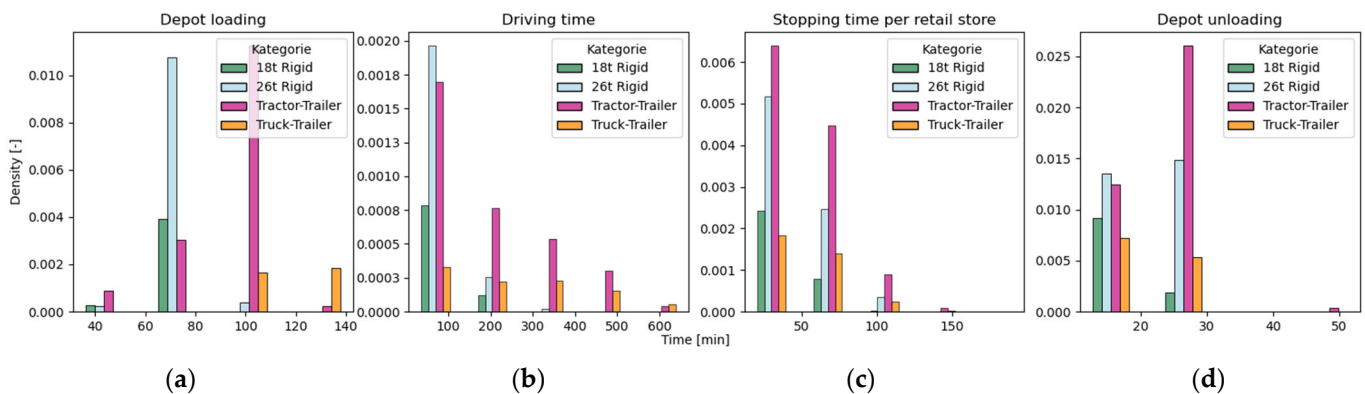 Depot loading
Driving time
Stopping time per retail store
Depot unloading
Density [-]
0.010
0.008
0.006
0.004
0.002
0.000
40 60 80 100 120 140
Kategorie
18t Rigid
26t Rigid
Tractor-Trailer
Truck-Trailer
0.0020
0.0018
0.0015
0.0013
0.0010
0.0008
0.0005
0.0003
0.0000
100 200 300 400 500 600
Kategorie
18t Rigid
26t Rigid
Tractor-Trailer
Truck-Trailer
0.006
0.005
0.004
0.003
0.002
0.001
0.000
50 100 150
Kategorie
18t Rigid
26t Rigid
Tractor-Trailer
Truck-Trailer
0.025
0.020
0.015
0.010
0.005
0.000
20 30 40 50
Kategorie
18t Rigid
26t Rigid
Tractor-Trailer
Truck-Trailer
Time [min]
(a)
(b)
(c)
(d)